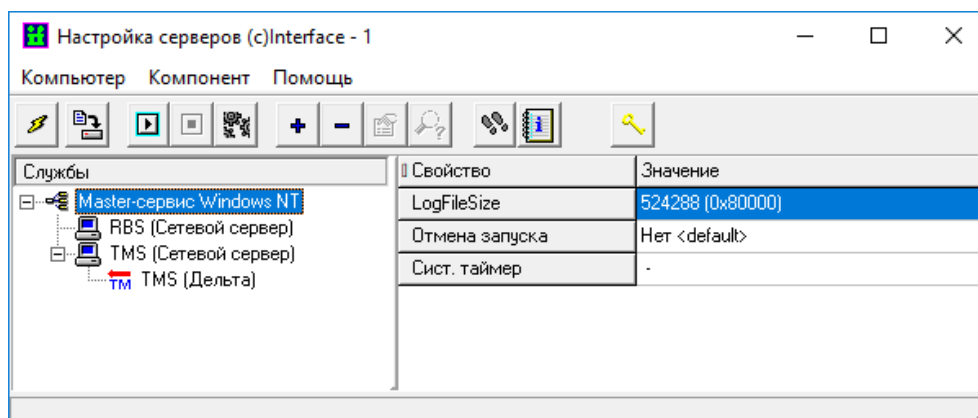 Настройка серверов (c)Interface - 1
Компьютер Компонент Помощь
Службы
Master-сервис Windows NT
RBS (Сетевой сервер)
TMS (Сетевой сервер)
TM TMS (Дельта)
Свойство Значение
LogFileSize 524288 (0x80000)
Отмена запуска Нет <default>
Сист. таймер -